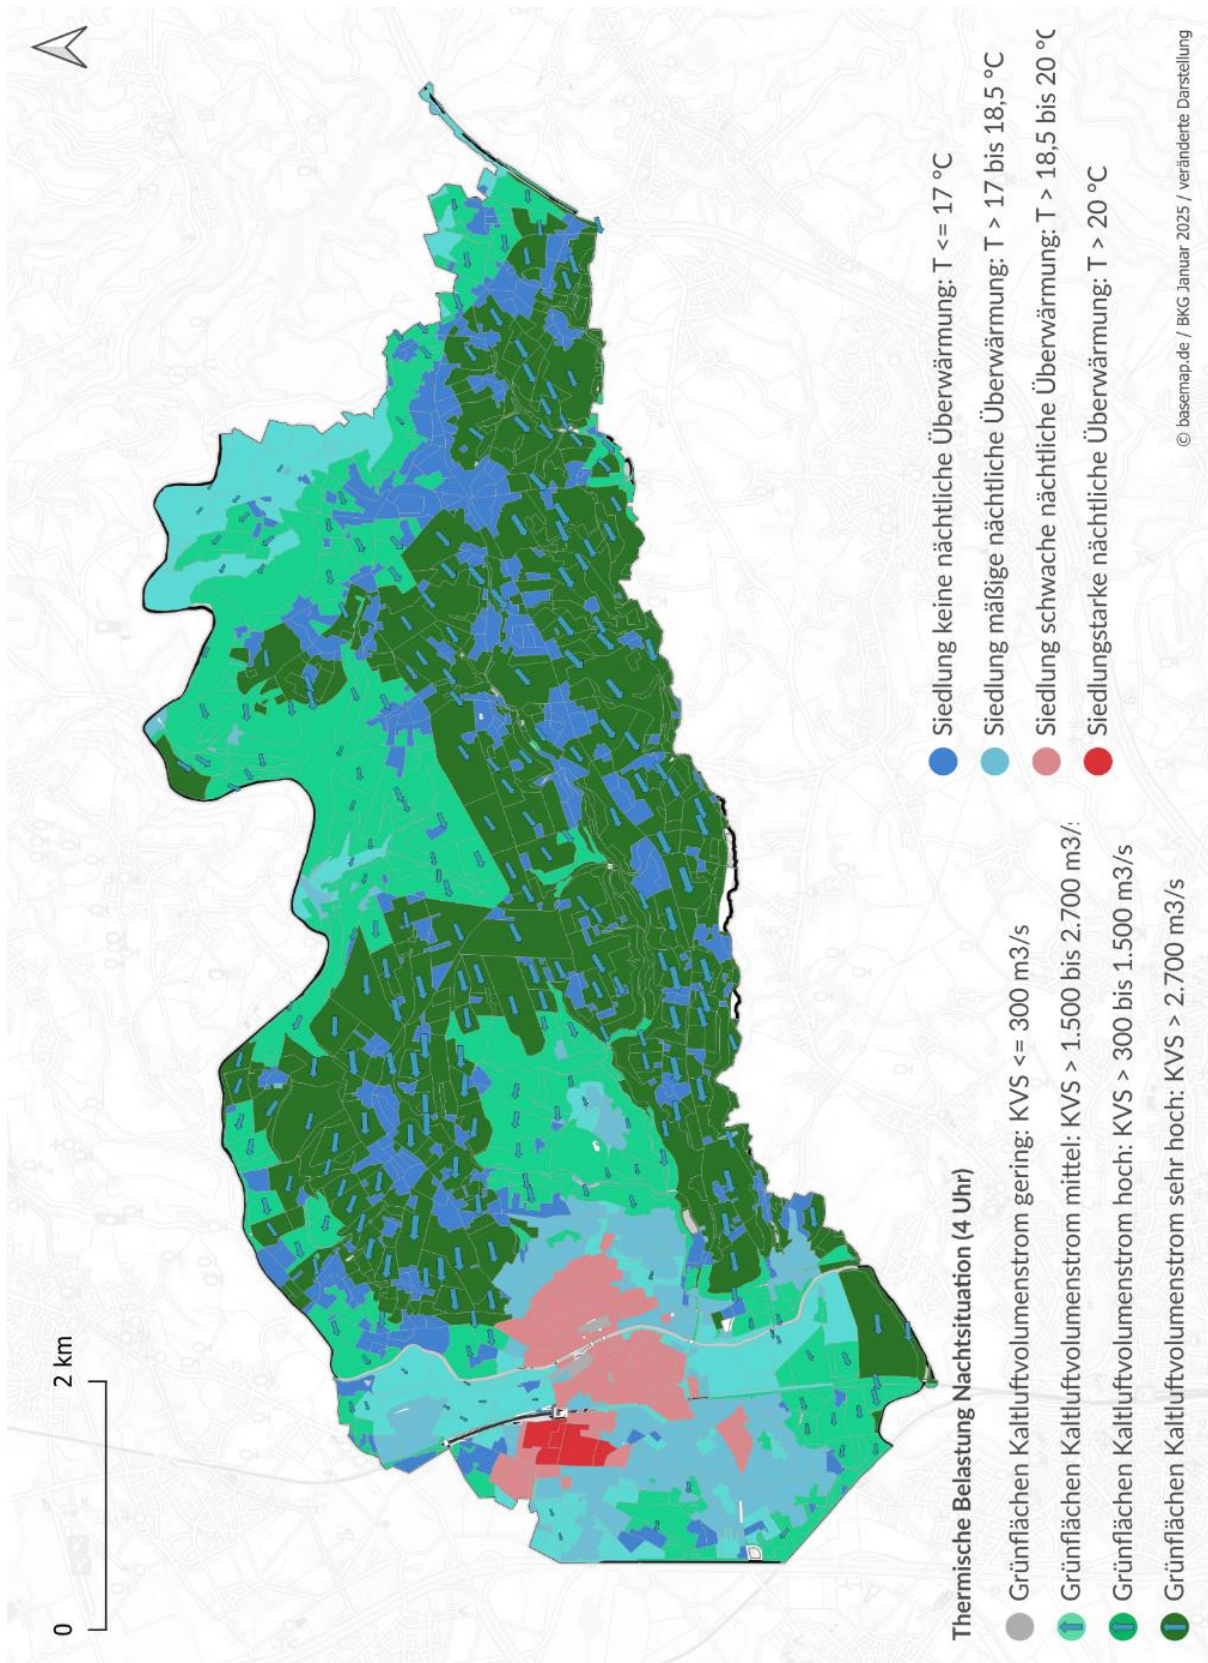 0
2 km
Thermische Belastung Nachtsituation (4 Uhr)
Grünflächen Kaltluftvolumenstrom gering: KVS <= 300 m3/s
Grünflächen Kaltluftvolumenstrom mittel: KVS > 1.500 bis 2.700 m3/
Grünflächen Kaltluftvolumenstrom hoch: KVS > 300 bis 1.500 m3/s
Grünflächen Kaltluftvolumenstrom sehr hoch: KVS > 2.700 m3/s
Siedlung keine nächtliche Überwärmung: T <= 17 °C
Siedlung mäßige nächtliche Überwärmung: T > 17 bis 18,5 °C
Siedlung schwache nächtliche Überwärmung: T > 18,5 bis 20 °C
Siedlungstarke nächtliche Überwärmung: T > 20 °C
© basemap.de / BKG Januar 2025 / veränderte Darstellung